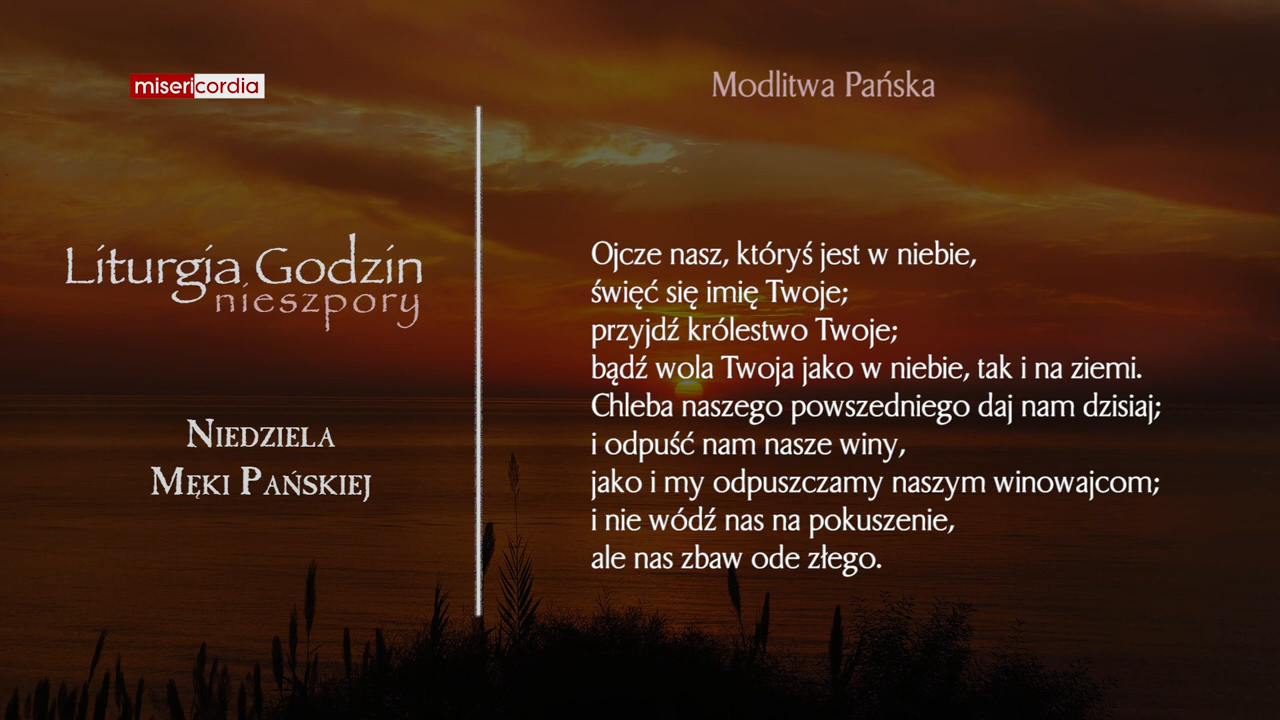 misericordia
Liturgia Godzin
nieszpory
Niedziela
Męki Pańskiej
Modlitwa Pańska
Ojcze nasz, któryś jest w niebie,
święć się imię Twoje;
przyjdź królestwo Twoje;
bądź wola Twoja jako w niebie, tak i na ziemi.
Chleba naszego powszedniego daj nam dzisiaj;
i odpuść nam nasze winy,
jako i my odpuszczamy naszym winowajcom;
i nie wódź nas na pokuszenie,
ale nas zbaw ode złego.